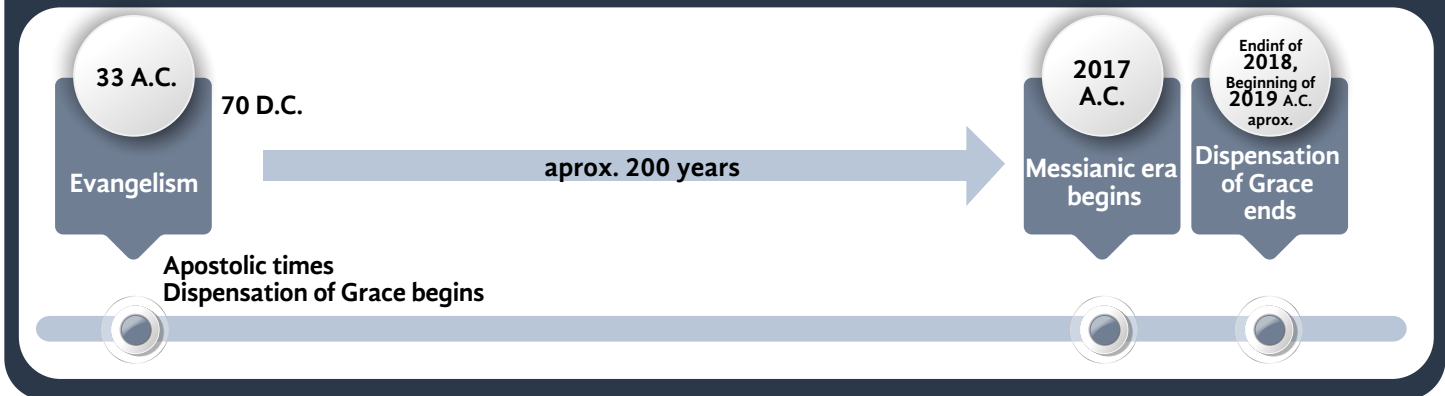 33 A.C.
70 D.C.
Evangelism
aprox. 200 years
Apostolic times
Dispensation of Grace begins
2017
A.C.
Messianic era
begins
Endinf of
2018,
Beginning of
2019 A.C.
aprox.
Dispensation
of Grace
ends